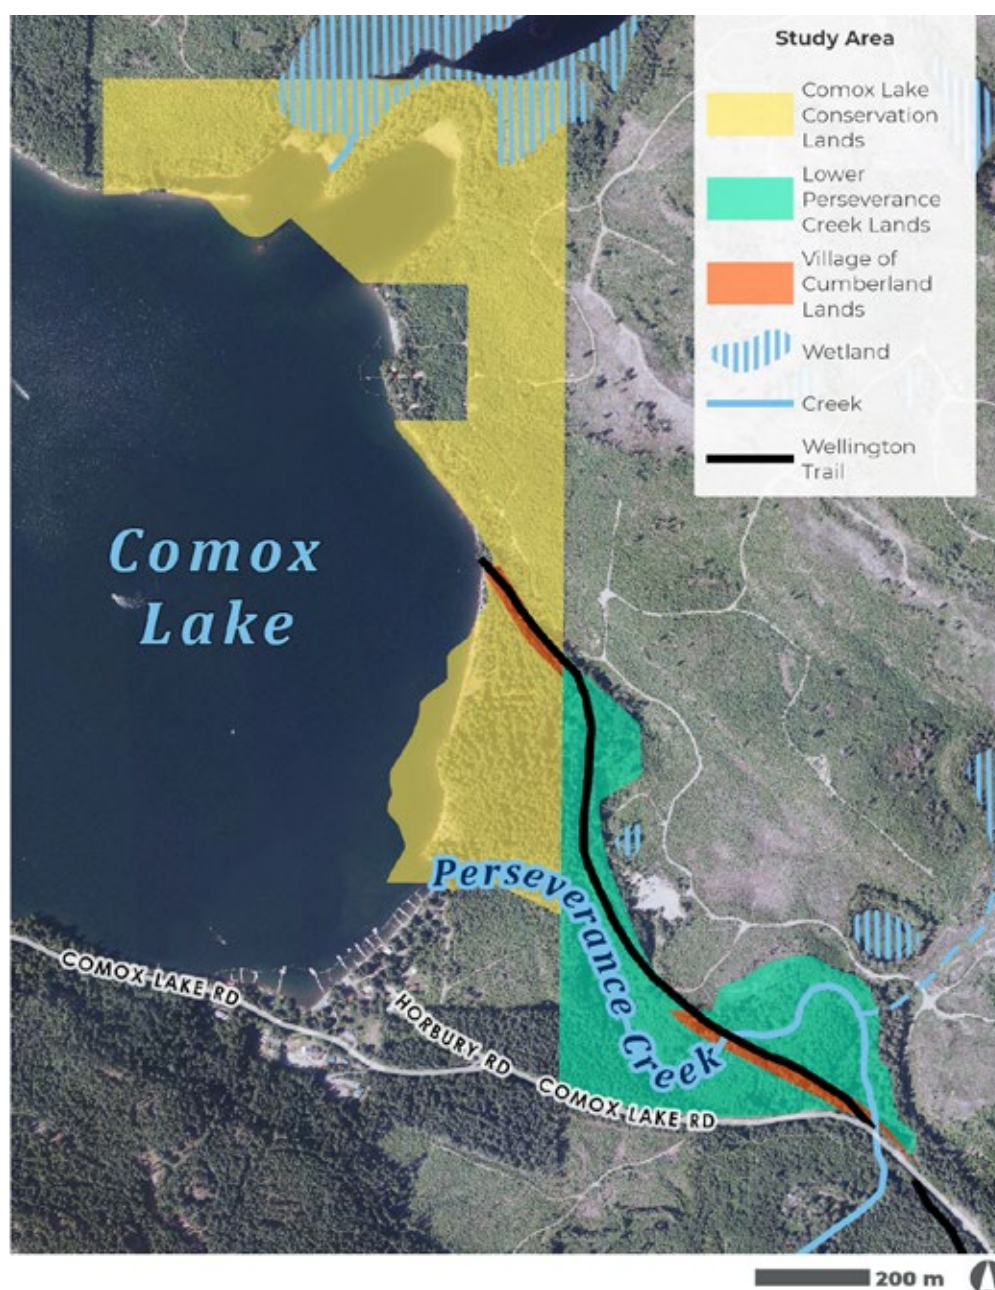 Study Area
Comox Lake
Conservation
Lands
Lower
Perseverance
Creek Lands
Village of
Cumberland
Lands
Wetland
Creek
Wellington
Trail
Comox
Lake
Perseverance Creek
COMOX LAKE RD
HORBURY RD
COMOX LAKE RD
200 m